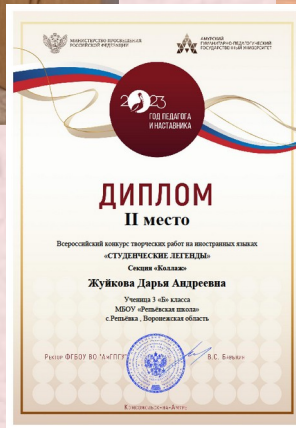 МИНИСТЕРСТВО ПРОСВЕЩЕНИЯ
РОССИЙСКОЙ ФЕДЕРАЦИИ
АМУРСКИЙ
ГУМАНИТАРНО-ПЕДАГОГИЧЕСКИЙ
ГОСУДАРСТВЕННЫЙ УНИВЕРСИТЕТ
2023
ГОД ПЕДАГОГА
И НАСТАВНИКА
ДИПЛОМ
II место
Всероссийский конкурс творческих работ на иностранных языках
«СТУДЕНЧЕСКИЕ ЛЕГЕНДЫ»
Секция «Коллаж»
Жуйкова Дарья Андреевна
Ученица 3 «Б» класса
МБОУ «Репьёвская школа»
с.Репьёвка , Воронежская область
Ректор ФГБОУ ВО "АмГПГУ"
В.С.
Комсомольск-на-Амуре